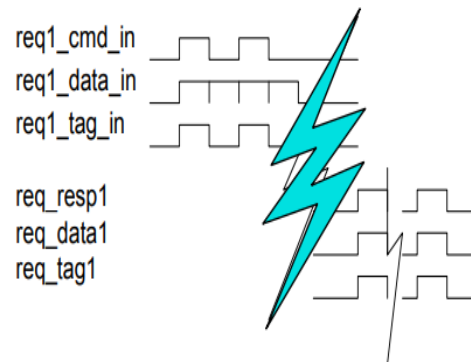 req1_cmd_in
req1_data_in
req1_tag_in
req_resp1
req_data1
req_tag1